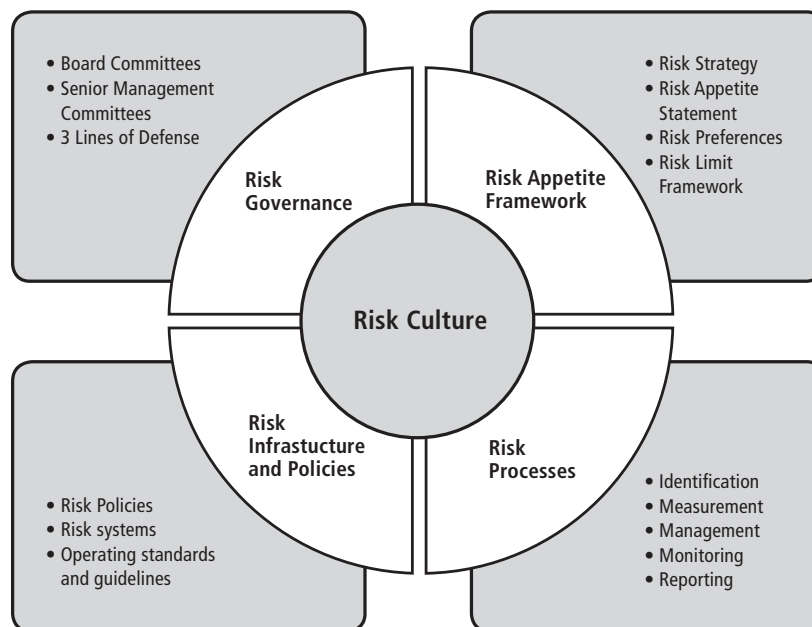 • Board Committees
• Senior Management
Committees
• 3 Lines of Defense
• Risk Strategy
• Risk Appetite
Statement
• Risk Preferences
• Risk Limit
Framework
Risk
Governance
Risk Appetite
Framework
Risk Culture
Risk
Infrastucture
and Policies
Risk
Processes
• Risk Policies
• Risk systems
• Operating standards
and guidelines
• Identification
• Measurement
• Management
• Monitoring
• Reporting